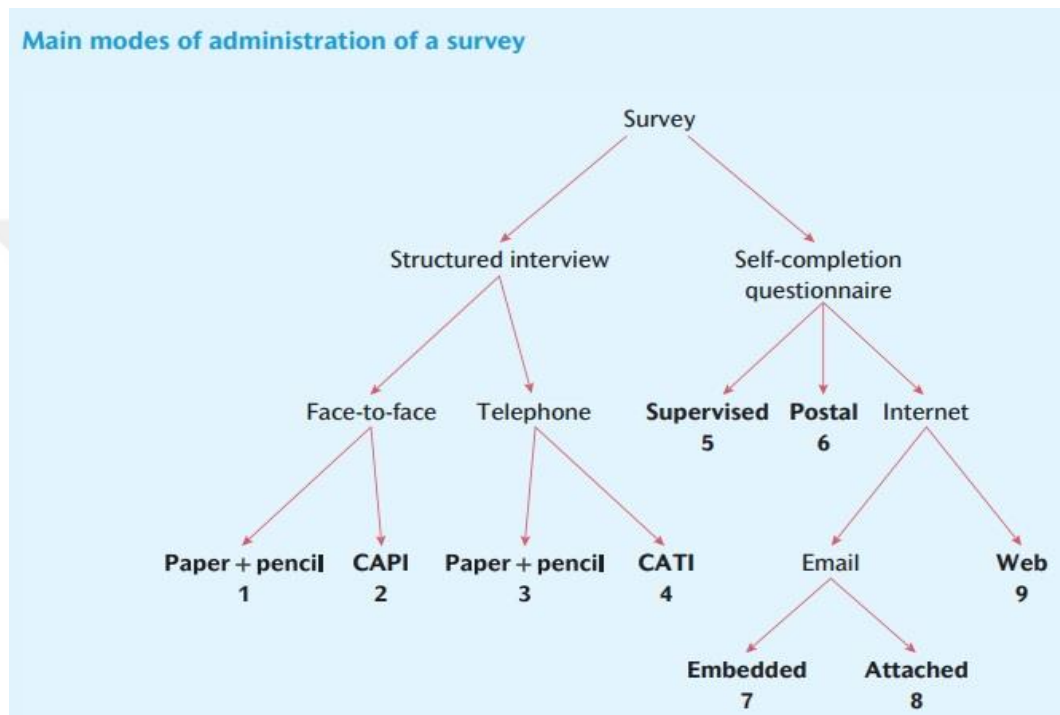 Main modes of administration of a survey
Survey
Structured interview
Self-completion
questionnaire
Face-to-face
Telephone
Supervised
5
Postal
6
Internet
Paper + pencil
1
CAPI
2
Paper + pencil
3
CATI
4
Email
Web
9
Embedded
7
Attached
8